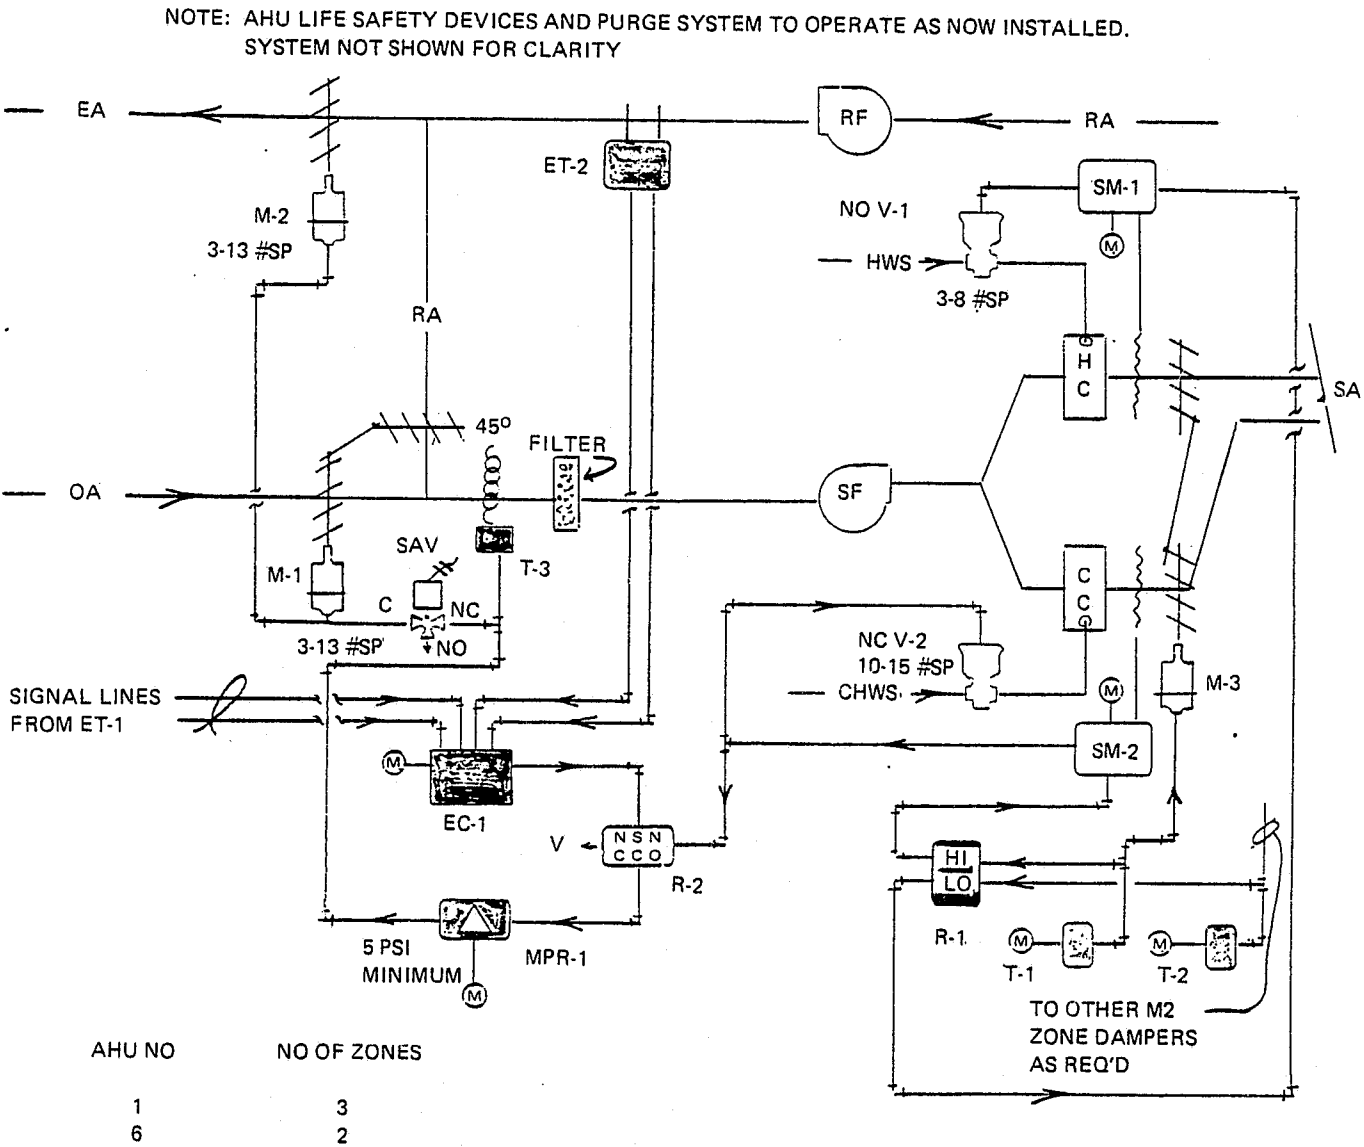 NOTE: AHU LIFE SAFETY DEVICES AND PURGE SYSTEM TO OPERATE AS NOW INSTALLED.
SYSTEM NOT SHOWN FOR CLARITY
EA
RF
RA
ET-2
SM-1
M-2
NO V-1
M
3-13 #SP
HWS
3-8 #SP
RA
H
C
SA
45°
FILTER
OA
SF
SAV
T-3
M-1
C
NC
C
C
NO
3-13 #SP
NC V-2
10-15 #SP
CHWS
M
M-3
SIGNAL LINES
FROM ET-1
SM-2
M
EC-1
V
N S N
C C O
R-2
HI
LO
R-1
M
T-1
M
T-2
5 PSI
MINIMUM
MPR-1
M
TO OTHER M2
ZONE DAMPERS
AS REQ'D
AHU NO NO OF ZONES
1 3
6 2